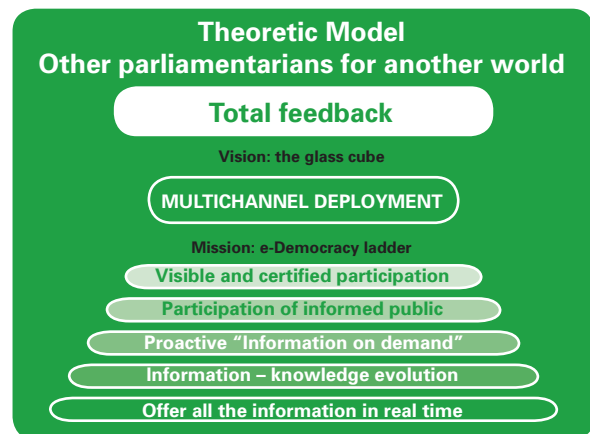 Theoretic Model
Other parliamentarians for another world
Total feedback
Vision: the glass cube
MULTICHANNEL DEPLOYMENT
Mission: e-Democracy ladder
Visible and certified participation
Participation of informed public
Proactive “Information on demand”
Information – knowledge evolution
Offer all the information in real time